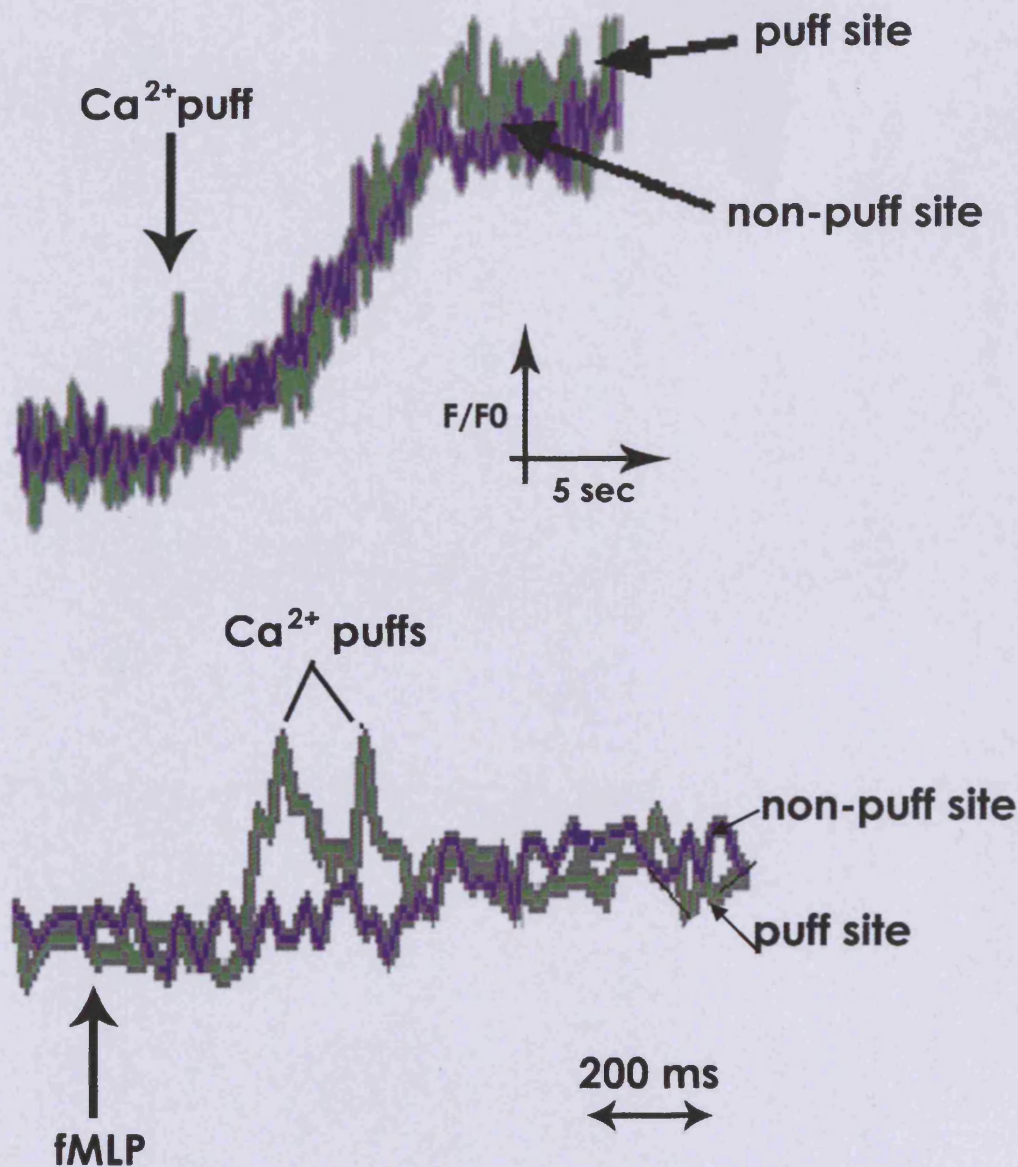 puff site
Ca²⁺puff
non-puff site
F/F0
5 sec
Ca²⁺ puffs
non-puff site
puff site
200 ms
fMLP